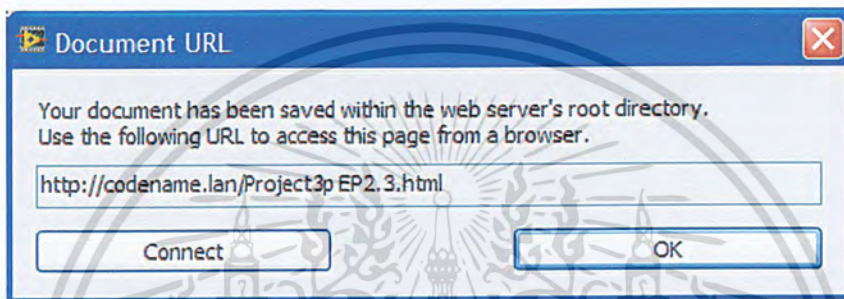 Document URL
Your document has been saved within the web server's root directory.
Use the following URL to access this page from a browser.
http://codename.lan/Project3p EP2.3.html
Connect
OK